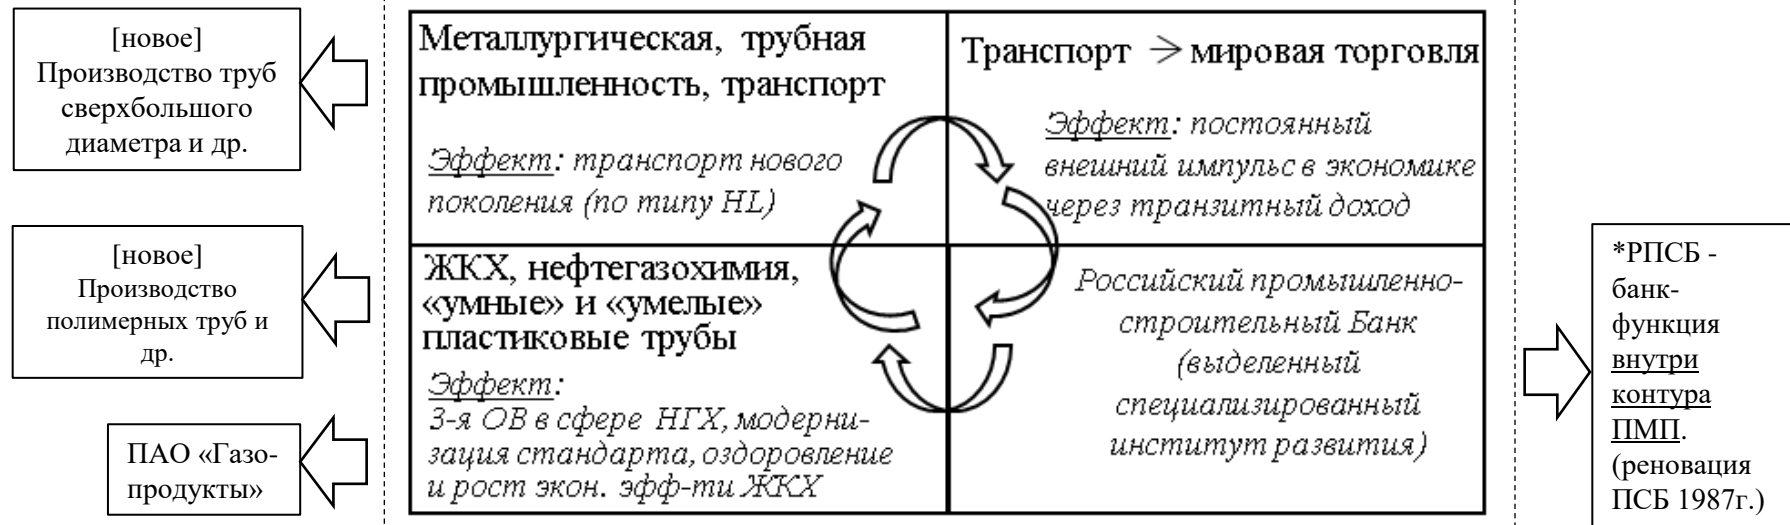 [новое]
Производство труб
сверхбольшого
диаметра и др.
[новое]
Производство
полимерных труб и
др.
ПАО «Газо-
продукты»
Металлургическая, трубная
промышленность, транспорт
Эффект: транспорт нового
поколения (по типу HL)
Транспорт → мировая торговля
Эффект: постоянный
внешний импульс в экономике
через транзитный доход
ЖКХ, нефтегазохимия,
«умные» и «умелые»
пластиковые трубы
Эффект:
3-я ОВ в сфере НГХ, модерни-
зация стандарта, оздоровление
и рост экон. эфф-ти ЖКХ
Российский промышленно-
строительный Банк
(выделенный
специализированный
институт развития)
*РПСБ -
банк-
функция
внутри
контура
ПМП.
(реновация
ПСБ 1987г.)